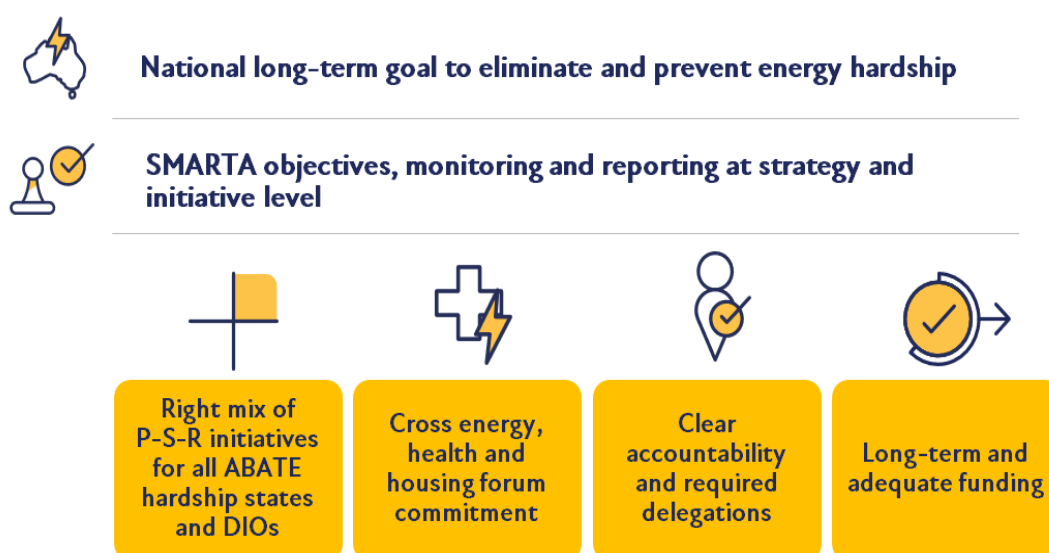 National long-term goal to eliminate and prevent energy hardship
SMARTA objectives, monitoring and reporting at strategy and
initiative level
Right mix of
P-S-R initiatives
for all ABATE
hardship states
and DIOs
Cross energy,
health and
housing forum
commitment
Clear
accountability
and required
delegations
Long-term and
adequate funding